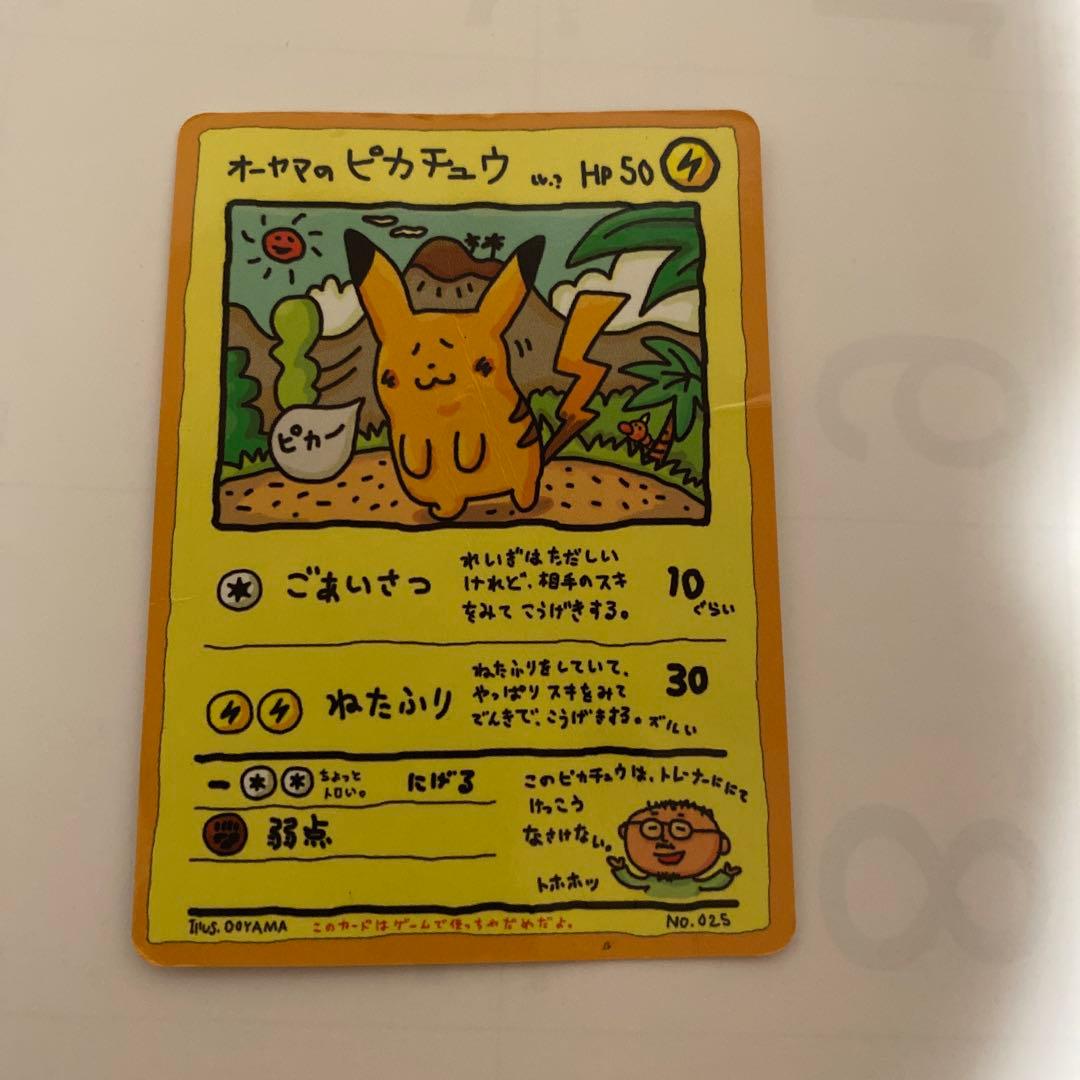 オーヤマのピカチュウ LV.? HP50
ピカー
ごあいさつ
れいぎはただしい
けれど、相手のスキ
をみてこうげきする。
10
ぐらい
ねたふり
ねたふりをしていて、
やっぱりスキをみて
でんきで、こうげきする。ズルい
30
ー
ちょっと
トロい。
にげる
弱点
このピカチュウは、トレーナーににて
けっこう
なさけない。
トホホッ
Illus. OOYAMA このカードはゲームで使っちゃだめだよ。 NO.025